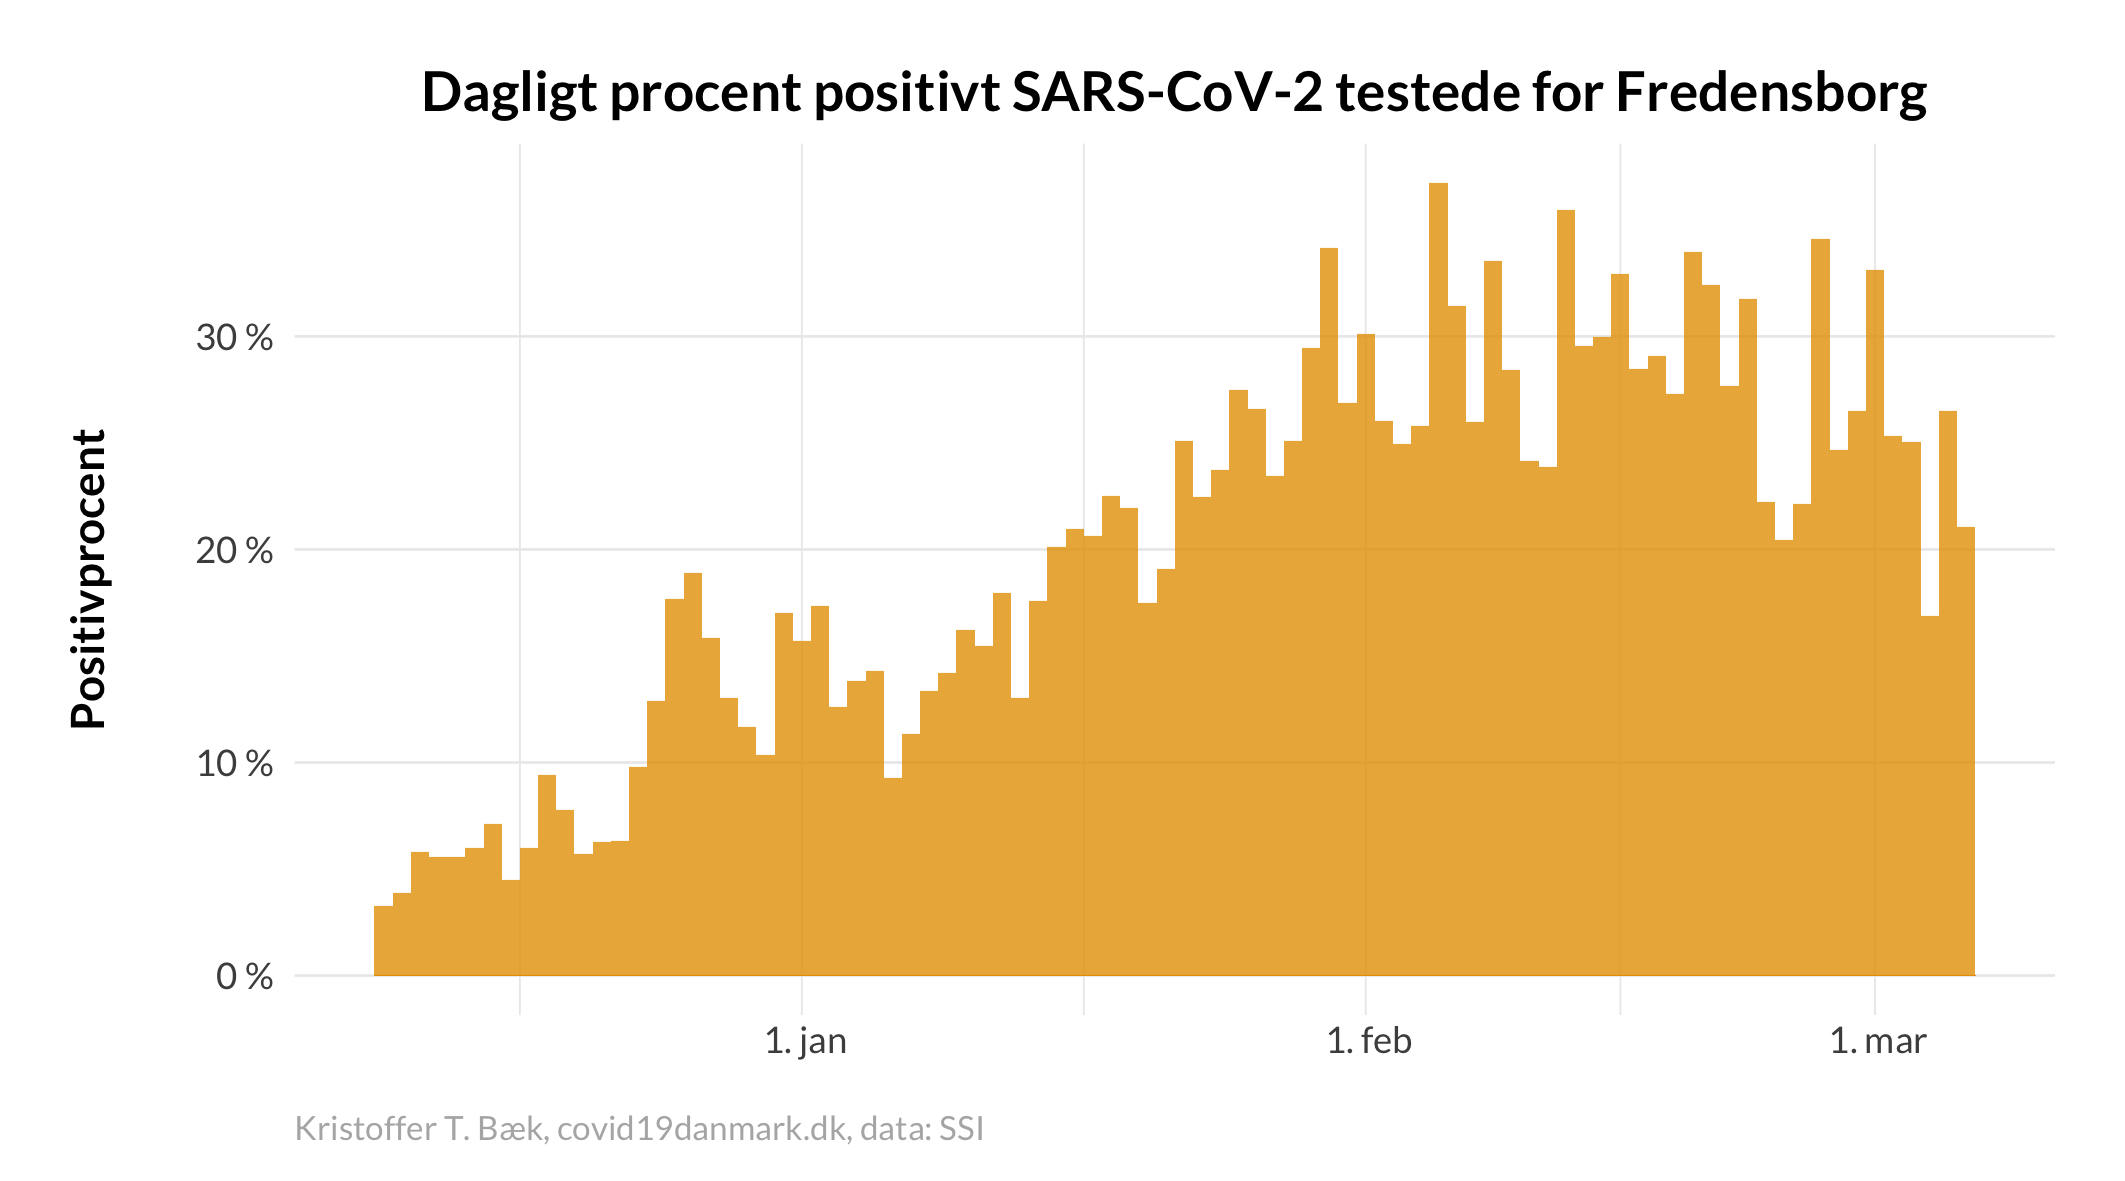 Dagligt procent positivt SARS-CoV-2 testede for Fredensborg
Positivprocent
30 %
20 %
10 %
0 %
1. jan
1. feb
1. mar
Kristoffer T. Bæk, covid19danmark.dk, data: SSI